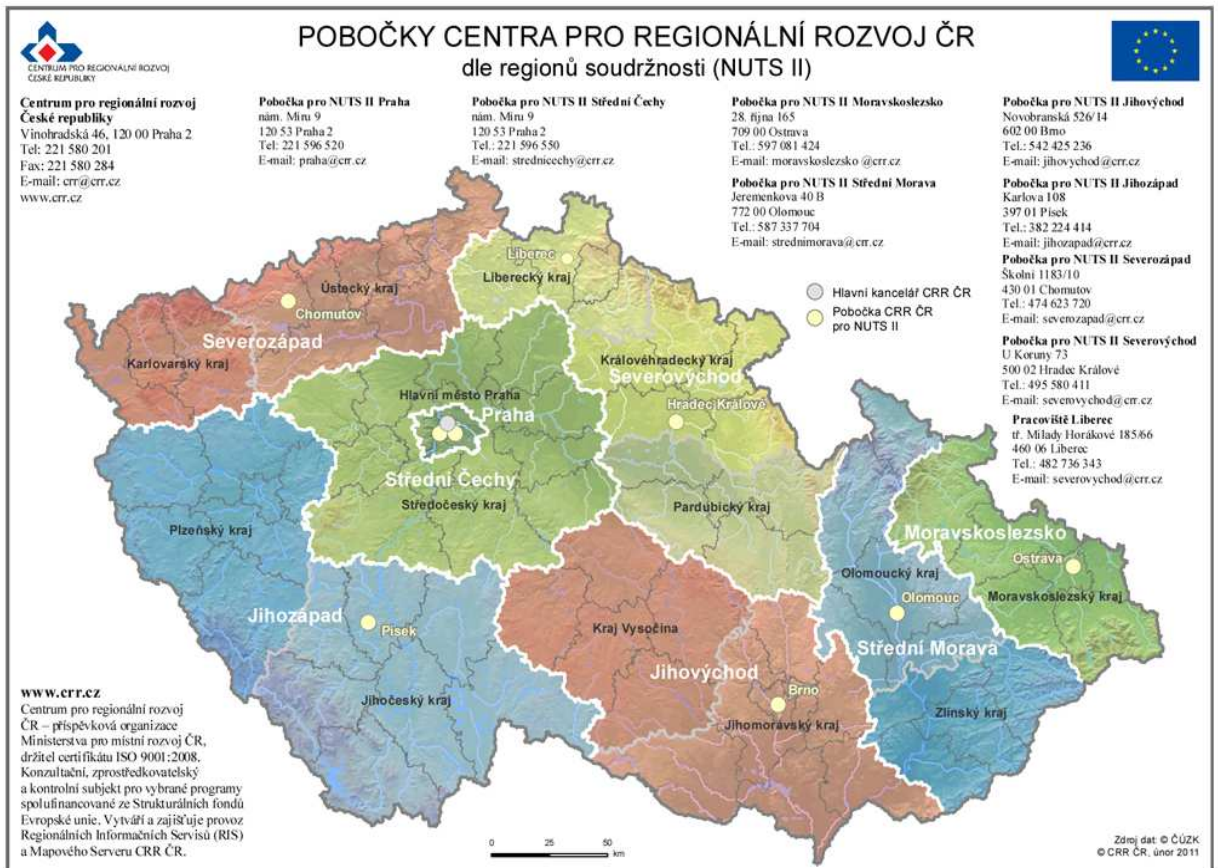 POBOČKY CENTRA PRO REGIONÁLNÍ ROZVOJ ČR
dle regionů soudržnosti (NUTS II)
CENTRUM PRO REGIONÁLNÍ ROZVOJ
ČESKÉ REPUBLIKY
Centrum pro regionální rozvoj
České republiky
Vinohradská 46, 120 00 Praha 2
Tel: 221 580 201
Fax: 221 580 284
E-mail: crr@crr.cz
www.crr.cz
Pobočka pro NUTS II Praha
nám. Míru 9
120 53 Praha 2
Tel.: 221 596 520
E-mail: praha@crr.cz
Pobočka pro NUTS II Střední Čechy
nám. Míru 9
120 53 Praha 2
Tel.: 221 596 550
E-mail: strednicechy@crr.cz
Pobočka pro NUTS II Moravskoslezsko
28. října 165
709 00 Ostrava
Tel.: 597 081 424
E-mail: moravskoslezsko @crr.cz
Pobočka pro NUTS II Střední Morava
Jeremenkova 40 B
772 00 Olomouc
Tel.: 587 337 704
E-mail: strednimorava@crr.cz
Pobočka pro NUTS II Jihovýchod
Novobranská 526/14
602 00 Brno
Tel.: 542 425 236
E-mail: jihovychod@crr.cz
Pobočka pro NUTS II Jihozápad
Karlova 108
397 01 Písek
Tel.: 382 224 414
E-mail: jihozapad@crr.cz
Pobočka pro NUTS II Severozápad
Školní 1183/10
430 01 Chomutov
Tel.: 474 623 720
E-mail: severozapad@crr.cz
Pobočka pro NUTS II Severovýchod
U Koruny 73
500 02 Hradec Králové
Tel.: 495 580 411
E-mail: severovychod@crr.cz
Pracoviště Liberec
tř. Milady Horákové 185/66
460 06 Liberec
Tel.: 482 736 343
E-mail: severovychod@crr.cz
Hlavní kancelář CRR ČR
Pobočka CRR ČR
pro NUTS II
Liberec
Liberecký kraj
Ústecký kraj
Chomutov
Severozápad
Karlovarský kraj
Královéhradecký kraj
Severovýchod
Hradec Králové
Hlavní město Praha
Praha
Střední Čechy
Středočeský kraj
Pardubický kraj
Plzeňský kraj
Moravskoslezsko
Ostrava
Olomoucký kraj
Moravskoslezský kraj
Olomouc
Jihozápad
Písek
Kraj Vysočina
Střední Morava
Jihovýchod
Brno
Jihočeský kraj
Jihomoravský kraj
Zlínský kraj
www.crr.cz
Centrum pro regionální rozvoj
ČR – příspěvková organizace
Ministerstva pro místní rozvoj ČR,
držitel certifikátu ISO 9001:2008.
Konzultační, zprostředkovatelský
a kontrolní subjekt pro vybrané programy
spolufinancované ze Strukturálních fondů
Evropské unie. Vytváří a zajišťuje provoz
Regionálních Informačních Servisů (RIS)
a Mapového Serveru CRR ČR.
0 25 50
km
Zdroj dat: © ČÚZK
© CRR ČR, únor 2011